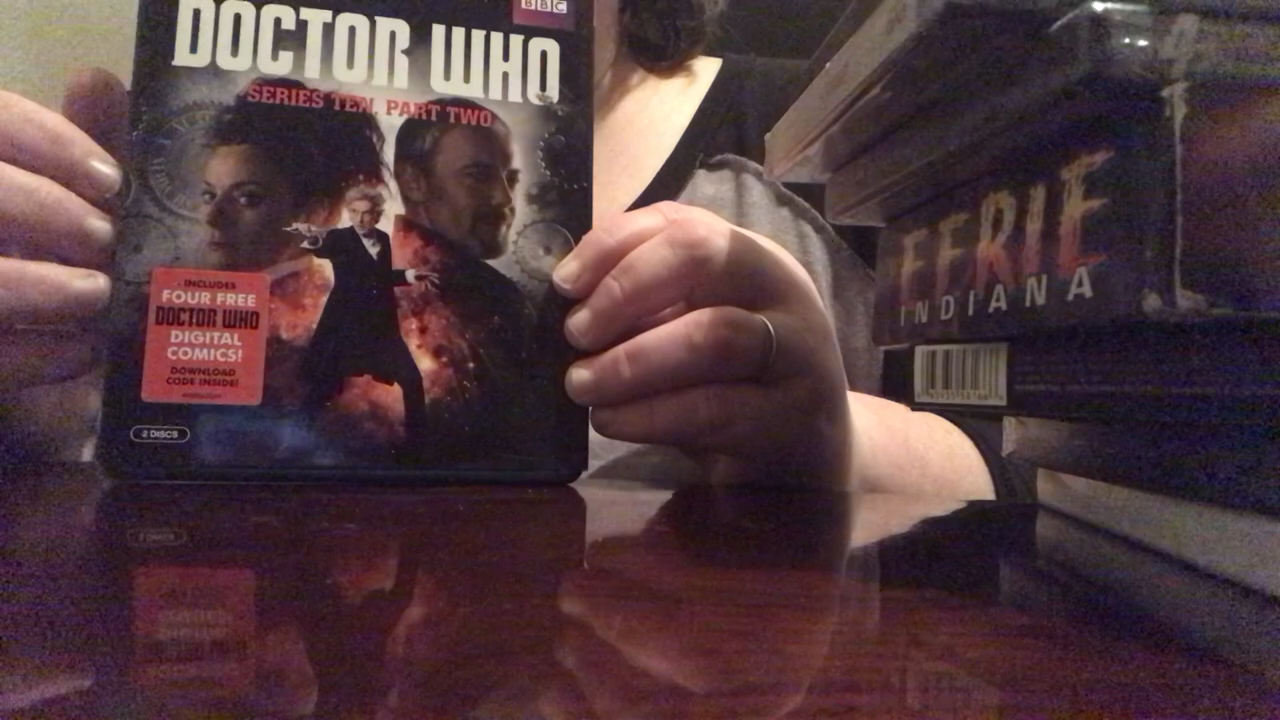 BBC
DOCTOR WHO
SERIES TEN, PART TWO
INCLUDES
FOUR FREE
DOCTOR WHO
DIGITAL
COMICS!
DOWNLOAD
CODE INSIDE!
2 DISCS
EERIE
INDIANA